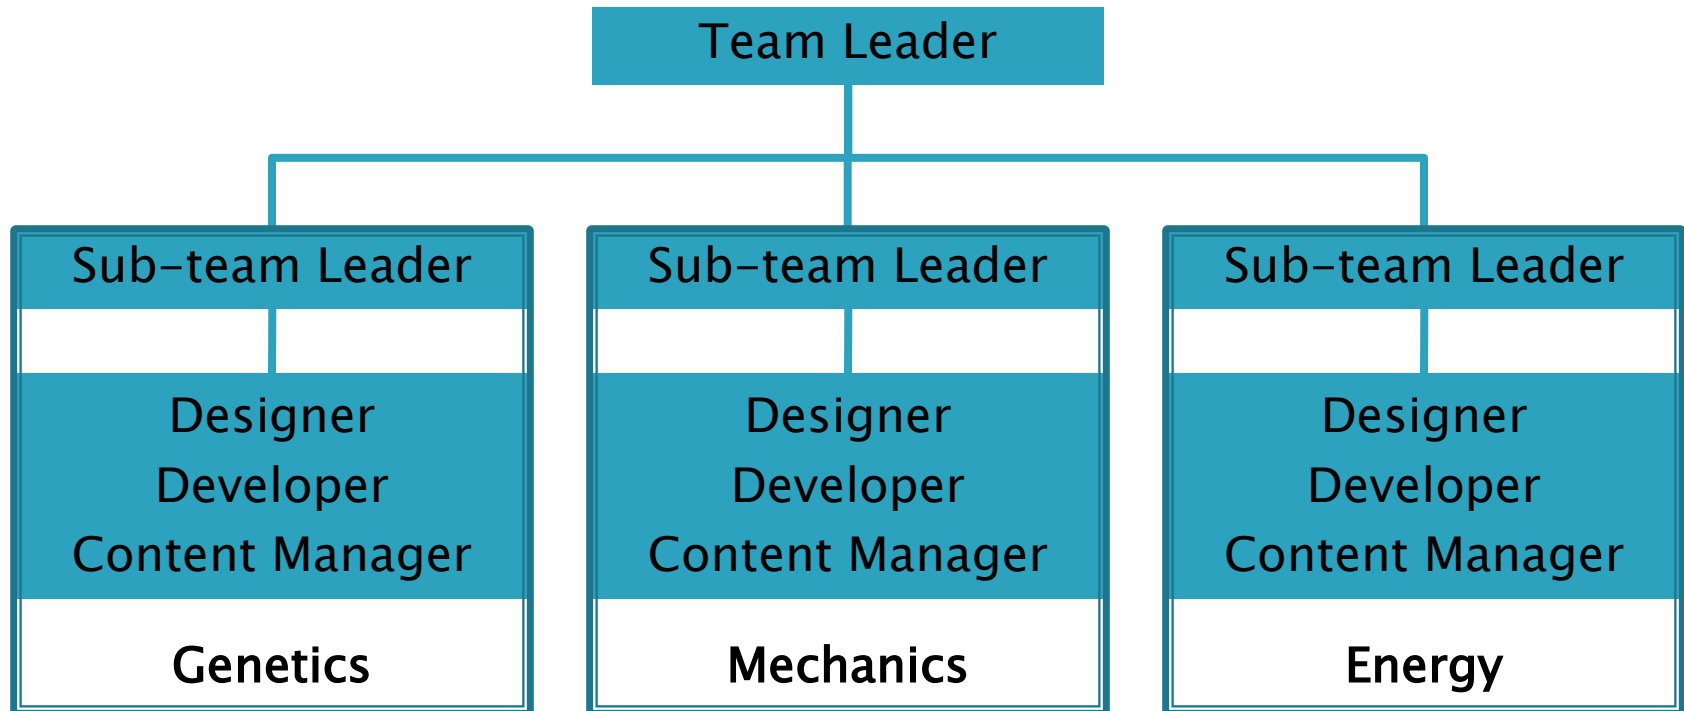 Team Leader
Sub-team Leader
Designer
Developer
Content Manager
Genetics
Sub-team Leader
Designer
Developer
Content Manager
Mechanics
Sub-team Leader
Designer
Developer
Content Manager
Energy